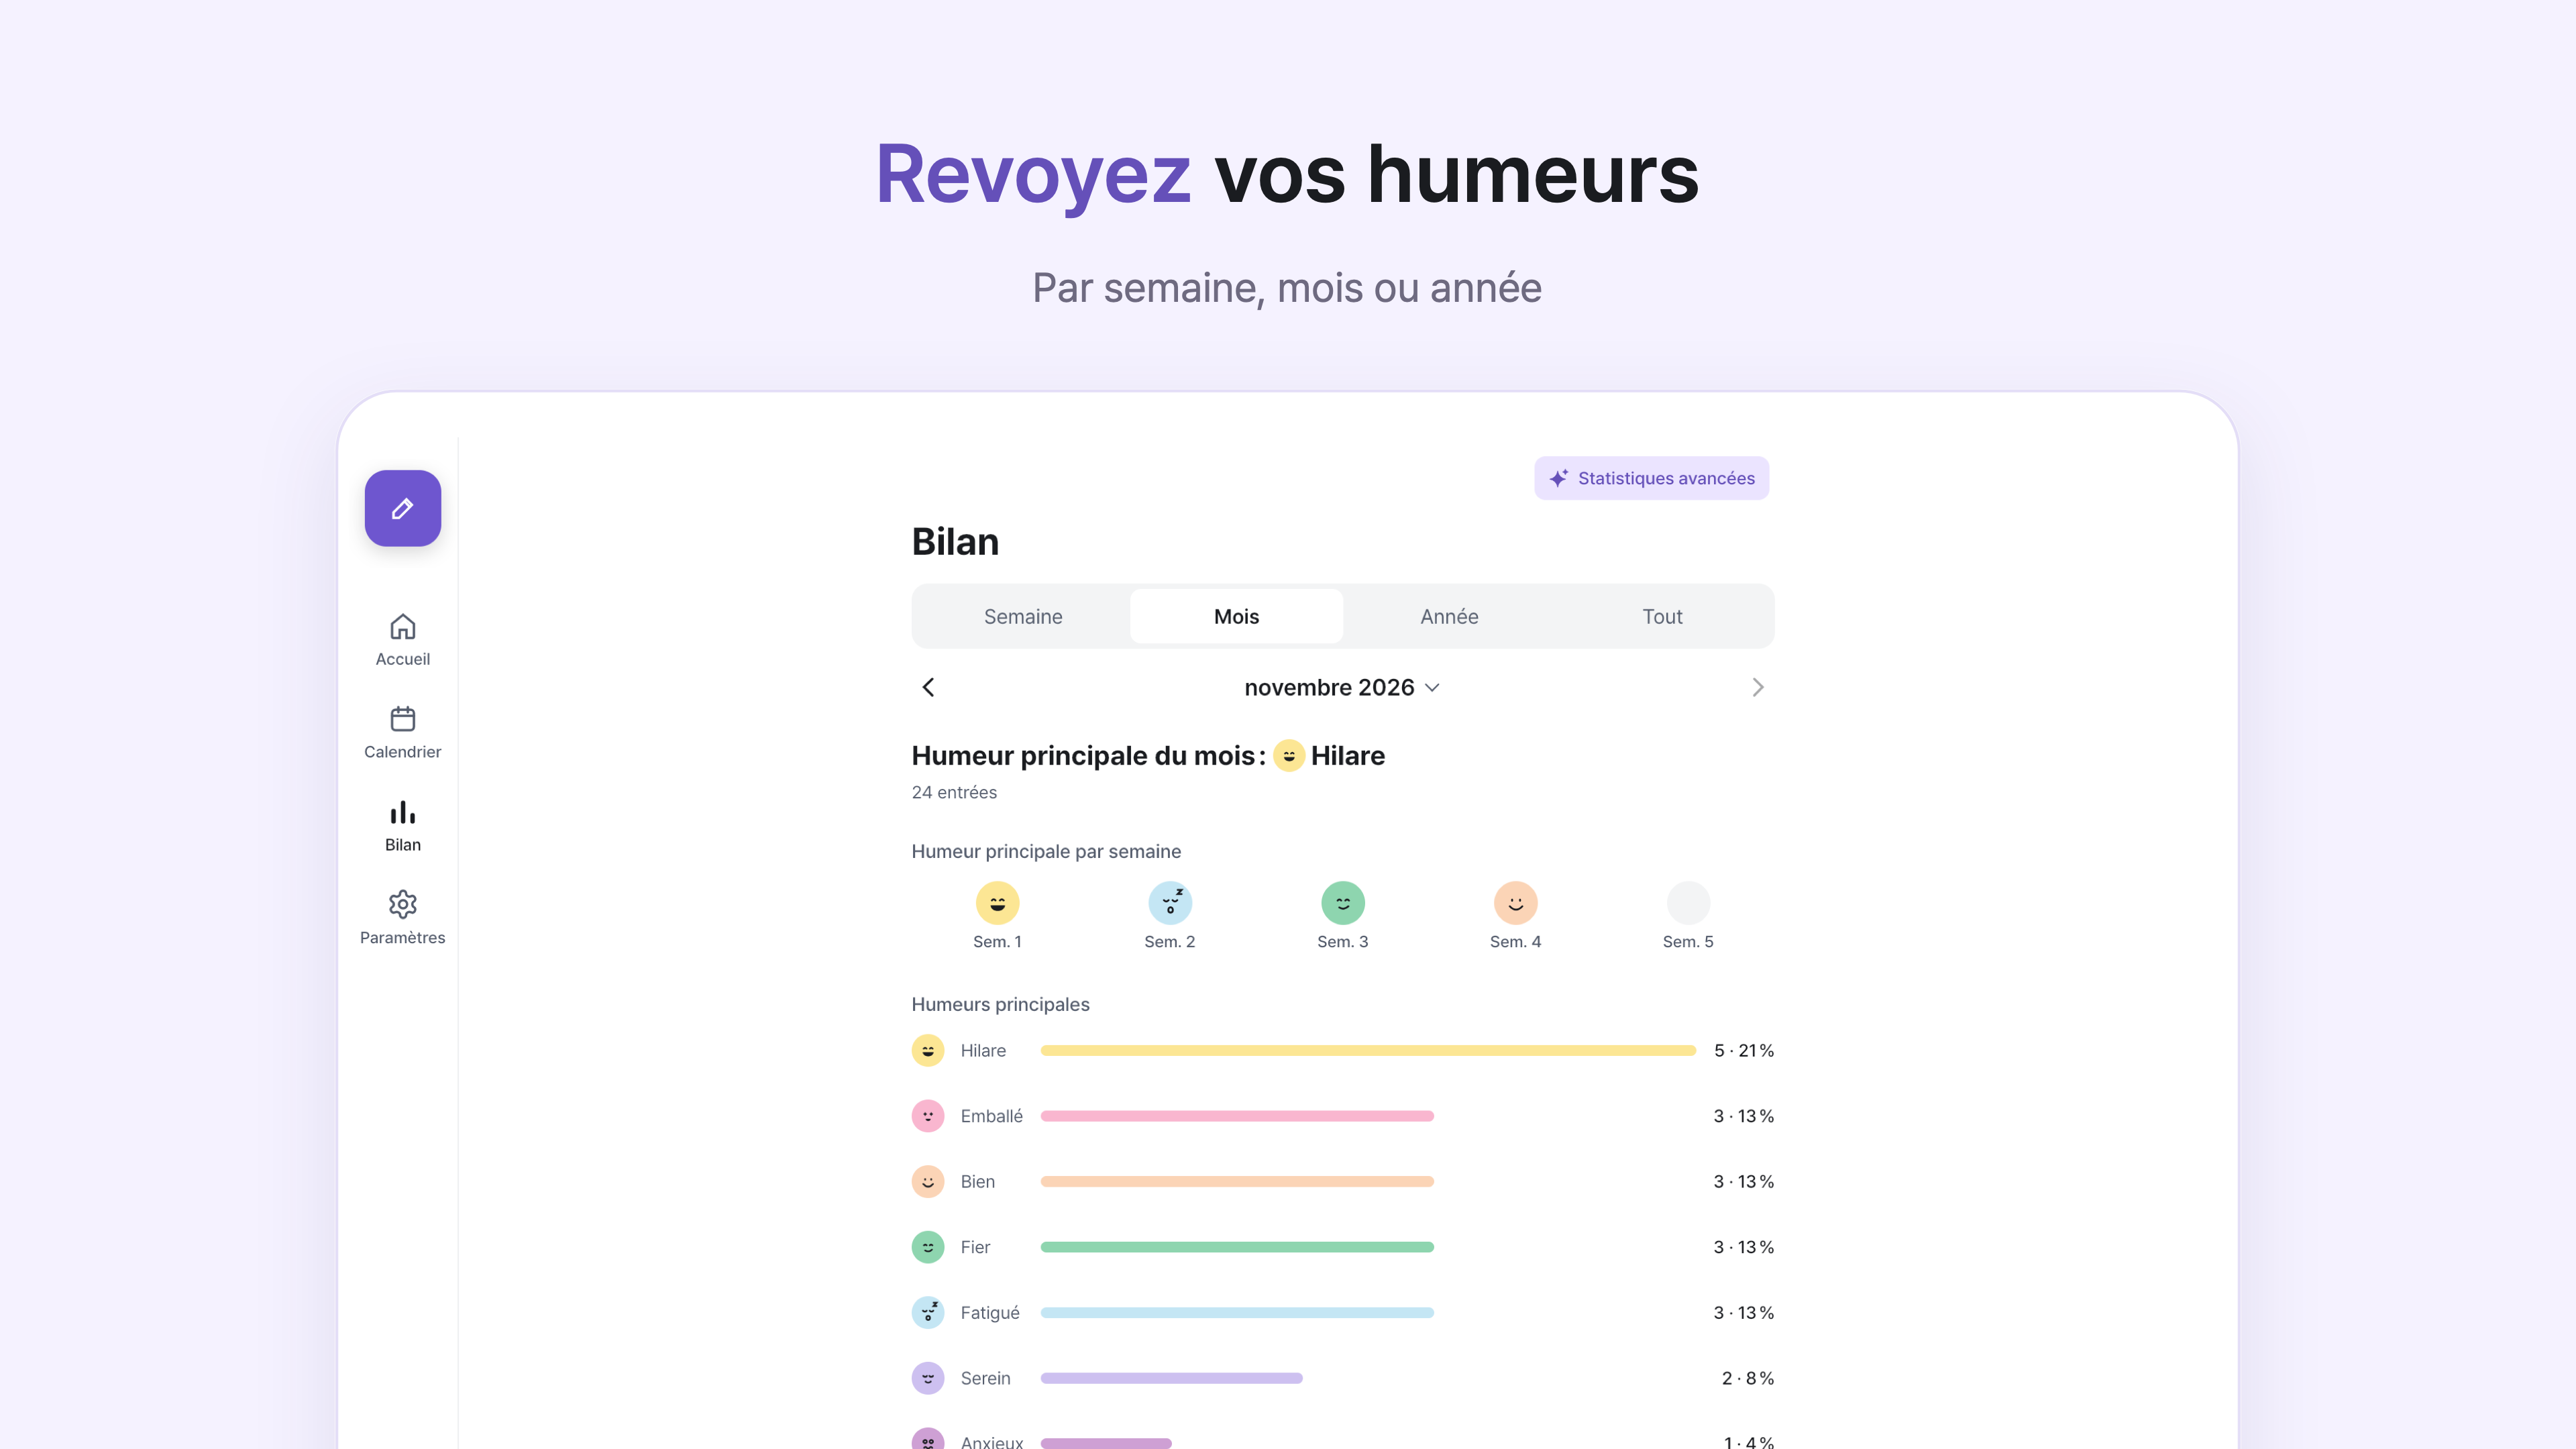 Revoyez vos humeurs
Par semaine, mois ou année
Statistiques avancées
Bilan
Semaine Mois Année Tout
novembre 2026
Humeur principale du mois : Hilare
24 entrées
Humeur principale par semaine
Sem. 1 Sem. 2 Sem. 3 Sem. 4 Sem. 5
Humeurs principales
Hilare 5 · 21 %
Emballé 3 · 13 %
Bien 3 · 13 %
Fier 3 · 13 %
Fatigué 3 · 13 %
Serein 2 · 8 %
Anxieux 1 · 4 %
Accueil
Calendrier
Bilan
Paramètres